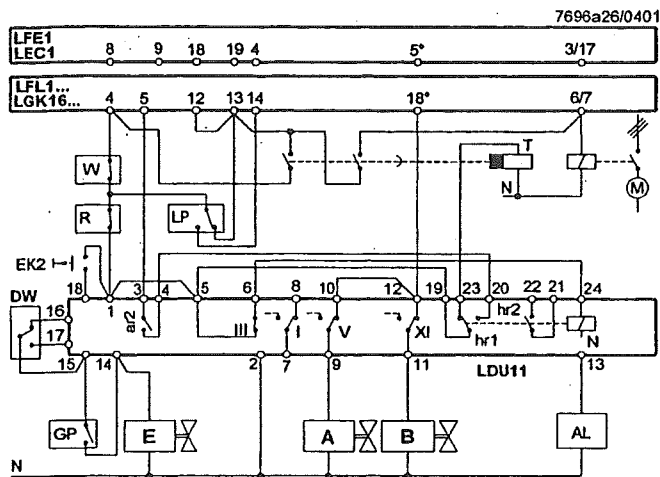 7696a26/0401
LFE1
LEC1
8 9 18 19 4 5* 3/17
LFL1...
LGK16...
4 5 12 13 14 18* 6/7
W
T
R
LP
N
M
EK2
DW
18 1 3 4 5 6 8 10 12 19 23 20 22 21 24
16
17
ar2
III I V XI
hr1
hr2
N
15 14 2 7 9 11 LDU11 13
GP
E
A
B
AL
N